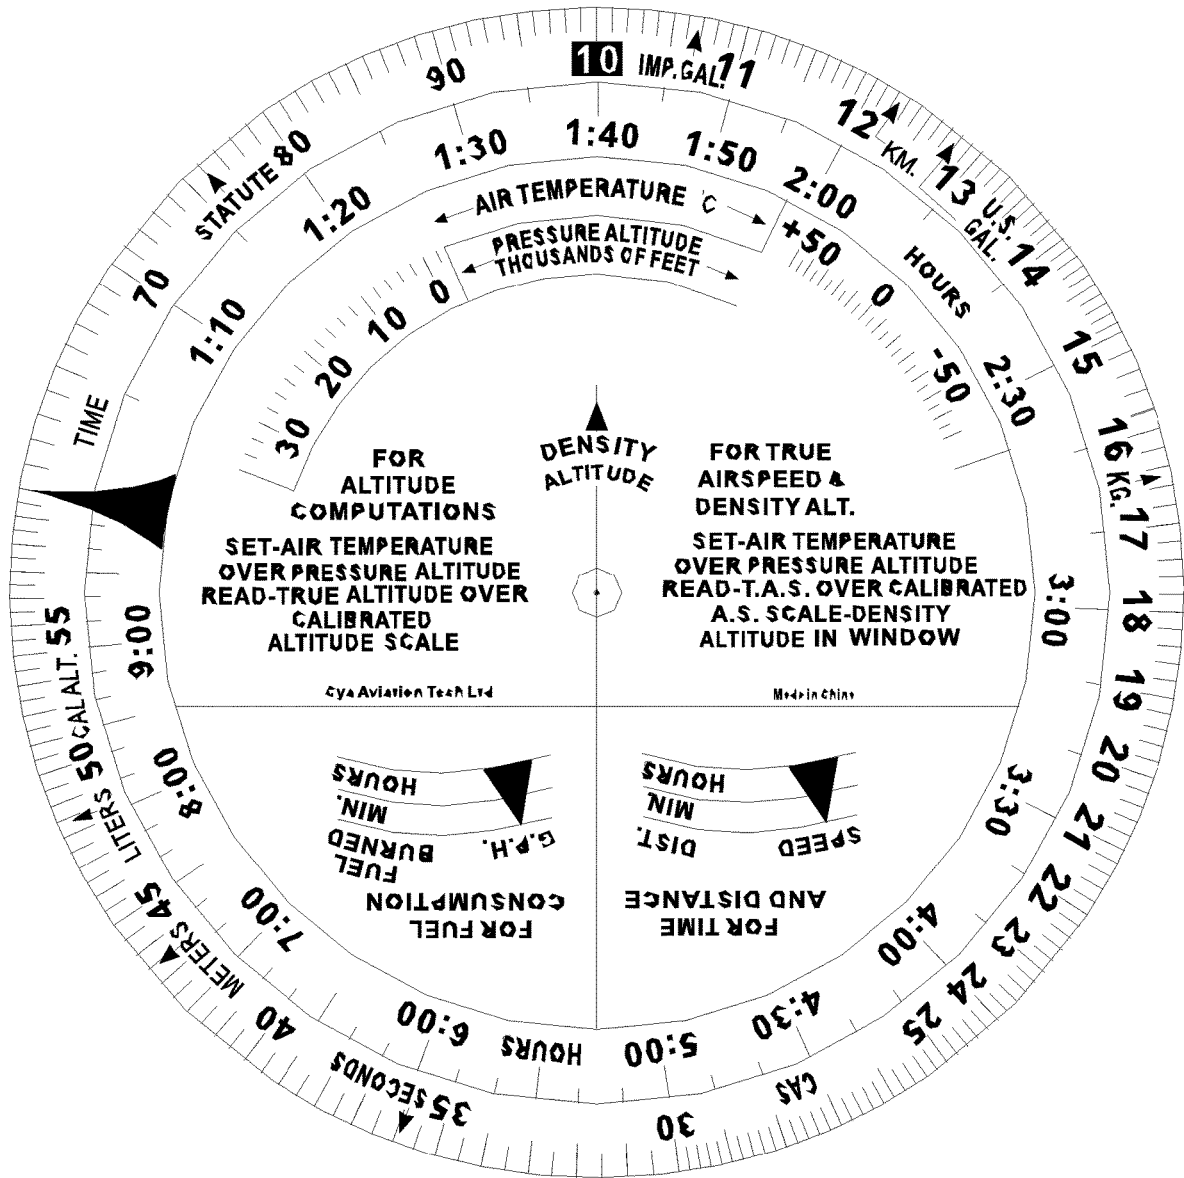 10
IMP. GAL.
11
12
KM.
13
U.S.
GAL.
14
15
16
KG.
17
18
19
20
21
22
23
24
25
CAS
30
35
SECONDS
40
METERS
45
LITERS
50
CAL ALT.
55
TIME
70
STATUTE
80
90
1:40
1:50
2:00
HOURS
2:30
3:00
3:30
4:00
4:30
5:00
HOURS
6:00
7:00
8:00
9:00
1:10
1:20
1:30
AIR TEMPERATURE °C
PRESSURE ALTITUDE
THOUSANDS OF FEET
+50
0
-50
0
10
20
30
DENSITY
ALTITUDE
FOR
ALTITUDE
COMPUTATIONS
SET-AIR TEMPERATURE
OVER PRESSURE ALTITUDE
READ-TRUE ALTITUDE OVER
CALIBRATED
ALTITUDE SCALE
FOR TRUE
AIRSPEED &
DENSITY ALT.
SET-AIR TEMPERATURE
OVER PRESSURE ALTITUDE
READ-T.A.S. OVER CALIBRATED
A.S. SCALE-DENSITY
ALTITUDE IN WINDOW
Cya Aviation Tech Ltd
Made in China
FOR FUEL
CONSUMPTION
FUEL
BURNED
G.P.H.
MIN.
HOURS
FOR TIME
AND DISTANCE
SPEED
DIST.
MIN.
HOURS